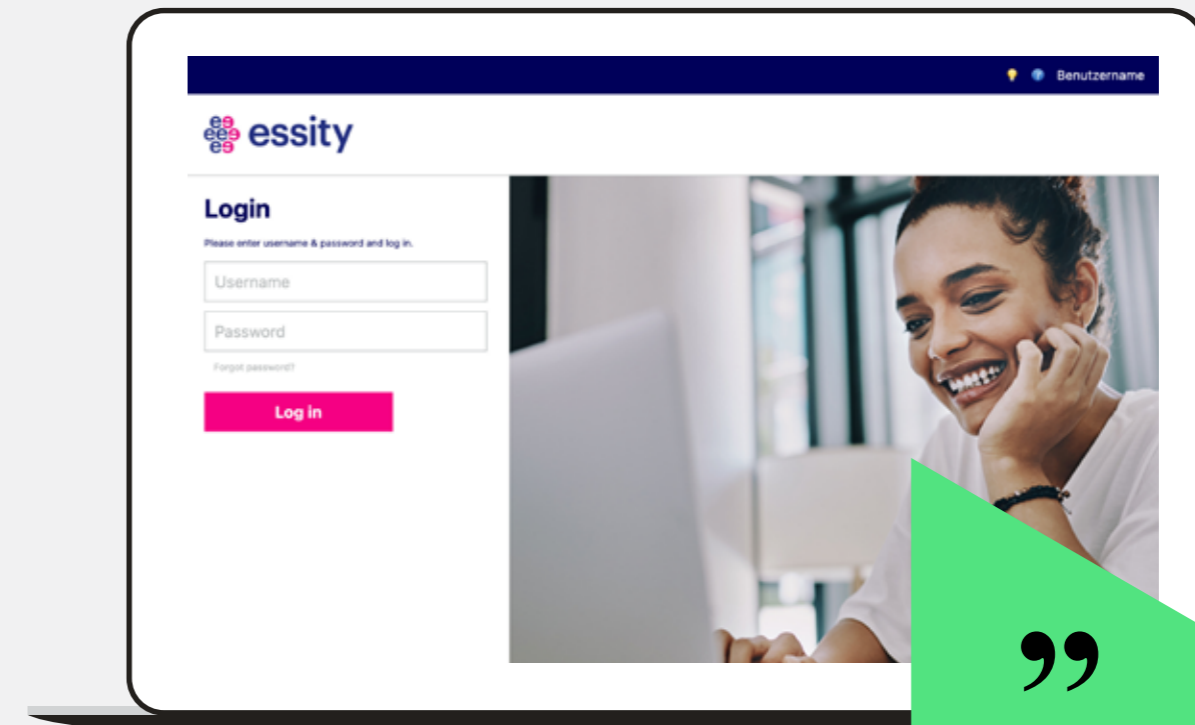 Benutzername
essity
Login
Please enter username & password and log in.
Username
Password
Forgot password?
Log in
”